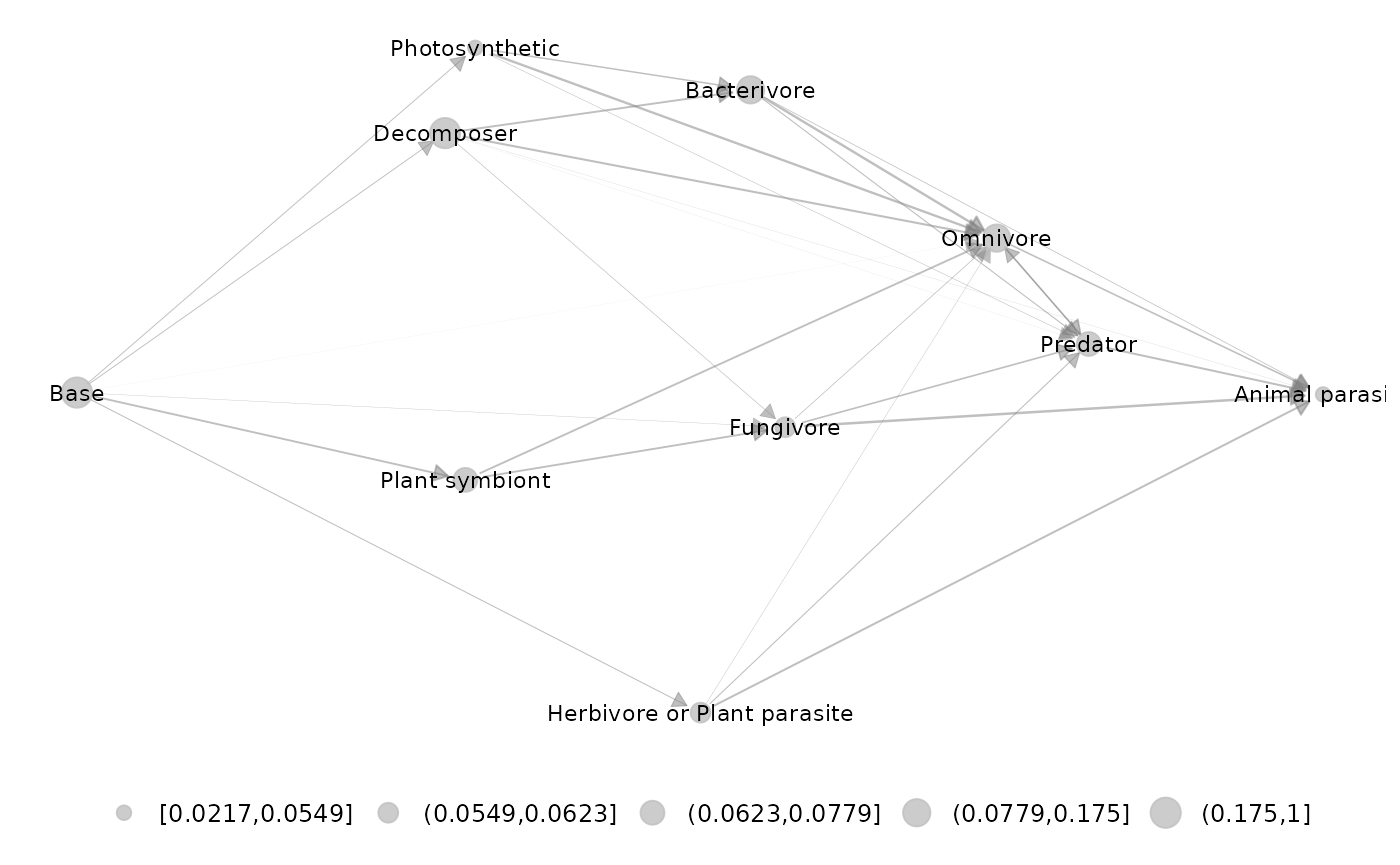 Photosynthetic
Bacterivore
Decomposer
Omnivore
Predator
Base
Animal parasi
Fungivore
Plant symbiont
Herbivore or Plant parasite
[0.0217,0.0549] (0.0549,0.0623] (0.0623,0.0779] (0.0779,0.175] (0.175,1]